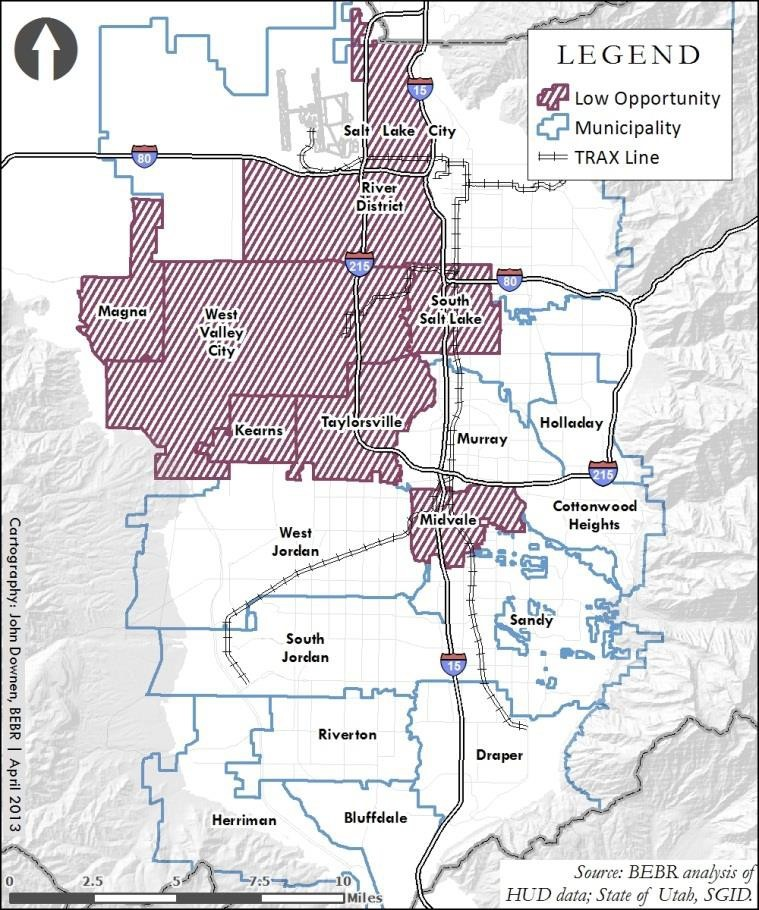 LEGEND
Low Opportunity
Municipality
TRAX Line
15
Salt Lake City
80
River
District
215
80
Magna
West
Valley
City
South
Salt Lake
Taylorsville
Kearns
Murray
Holladay
215
Cottonwood
Heights
Midvale
West
Jordan
Sandy
South
Jordan
15
Riverton
Draper
Herriman
Bluffdale
Cartography: John Downen, BEBR | April 2013
0 2.5 5 7.5 10
Miles
Source: BEBR analysis of
HUD data; State of Utah, SGID.